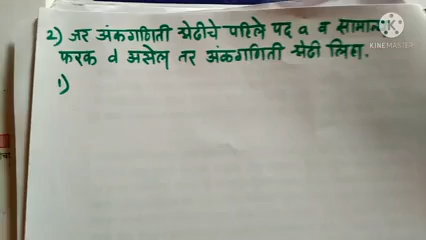 2) जर अंकगणिती श्रेढीचे पहिले पद a व सामान्य
फरक d असेल तर अंकगणिती श्रेढी लिहा.
1)
KINEMASTER